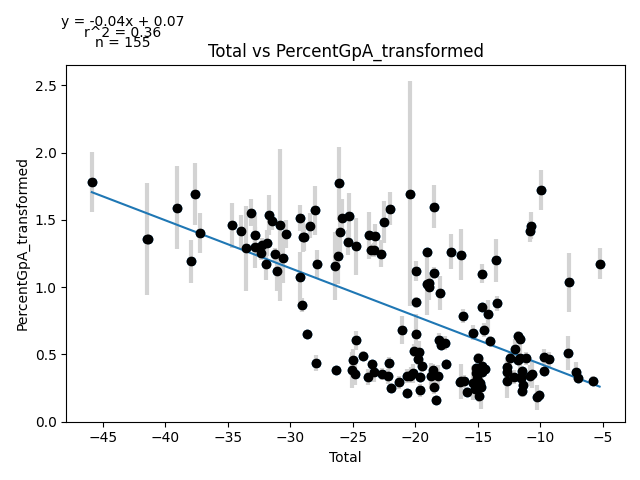 y = -0.04x + 0.07
r^2 = 0.36
n = 155
Total vs PercentGpA_transformed
PercentGpA_transformed
2.5
2.0
1.5
1.0
0.5
0.0
−45 −40 −35 −30 −25 −20 −15 −10 −5
Total